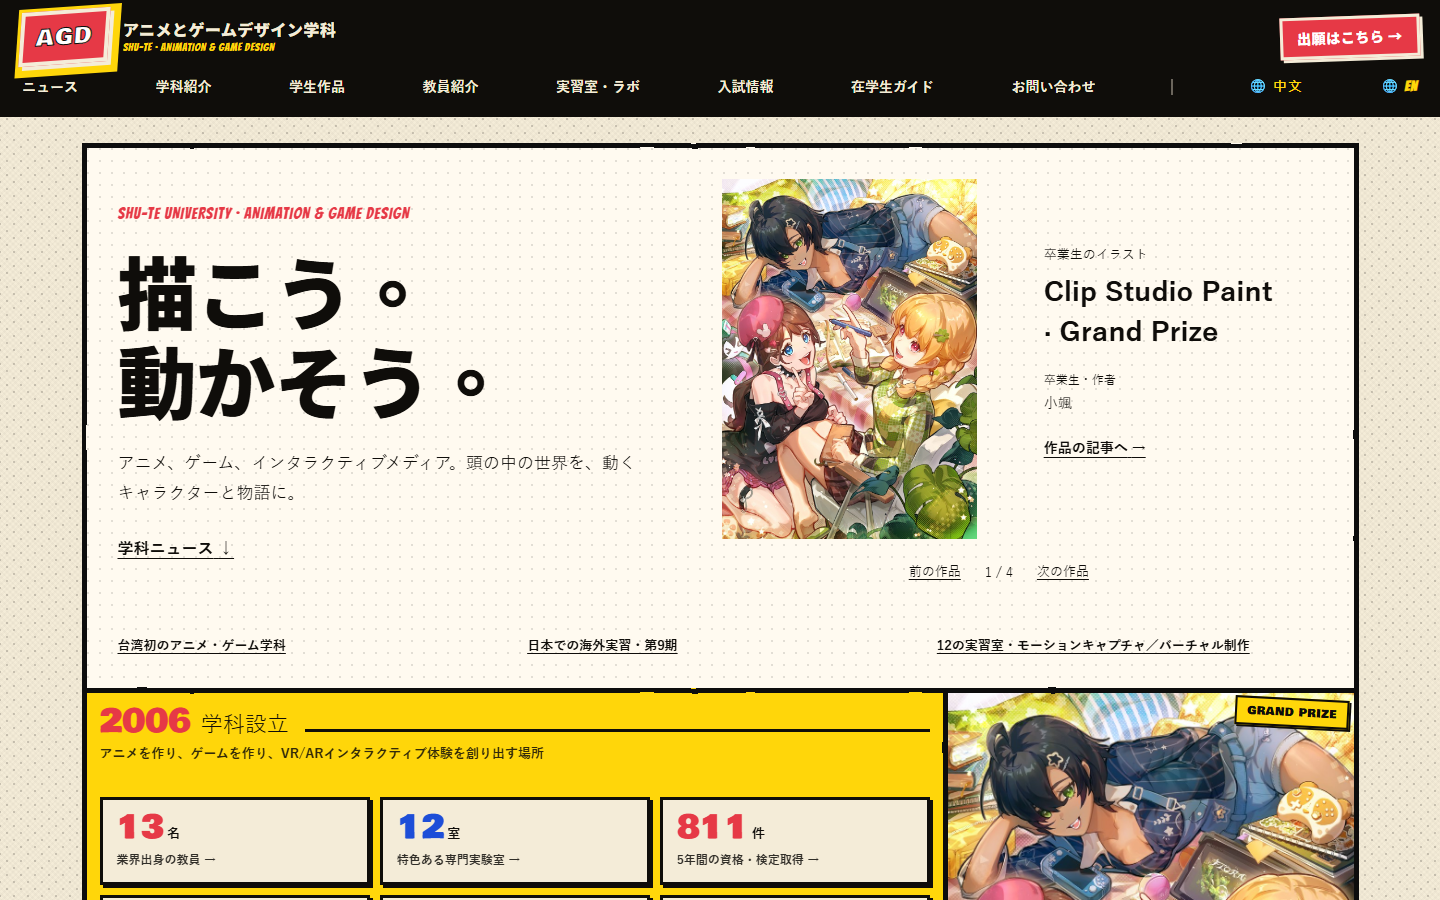 AGD
アニメとゲームデザイン学科
SHU-TE · ANIMATION & GAME DESIGN
出願はこちら →
ニュース 学科紹介 学生作品 教員紹介 実習室・ラボ 入試情報 在学生ガイド お問い合わせ 中文 EN
SHU-TE UNIVERSITY · ANIMATION & GAME DESIGN
描こう。
動かそう。
アニメ、ゲーム、インタラクティブメディア。頭の中の世界を、動く
キャラクターと物語に。
学科ニュース ↓
卒業生のイラスト
Clip Studio Paint
· Grand Prize
卒業生・作者
小颯
作品の記事へ →
前の作品 1 / 4 次の作品
台湾初のアニメ・ゲーム学科 日本での海外実習・第9期 12の実習室・モーションキャプチャ／バーチャル制作
2006 学科設立
アニメを作り、ゲームを作り、VR/ARインタラクティブ体験を創り出す場所
GRAND PRIZE
13名
業界出身の教員 →
12室
特色ある専門実験室 →
811 件
5年間の資格・検定取得 →